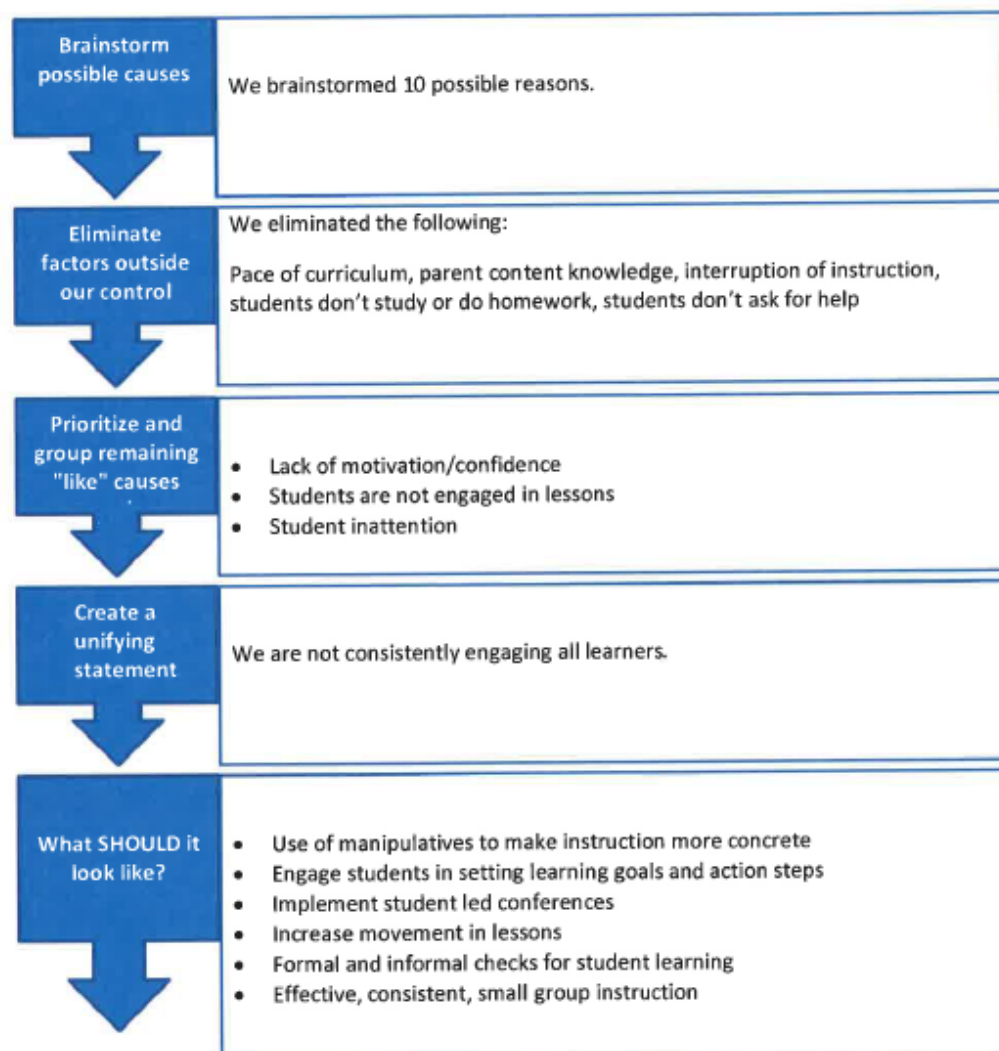 Brainstorm
possible causes
We brainstormed 10 possible reasons.
Eliminate
factors outside
our control
We eliminated the following:
Pace of curriculum, parent content knowledge, interruption of instruction,
students don't study or do homework, students don't ask for help
Prioritize and
group remaining
"like" causes
• Lack of motivation/confidence
• Students are not engaged in lessons
• Student inattention
Create a
unifying
statement
We are not consistently engaging all learners.
What SHOULD it
look like?
• Use of manipulatives to make instruction more concrete
• Engage students in setting learning goals and action steps
• Implement student led conferences
• Increase movement in lessons
• Formal and informal checks for student learning
• Effective, consistent, small group instruction